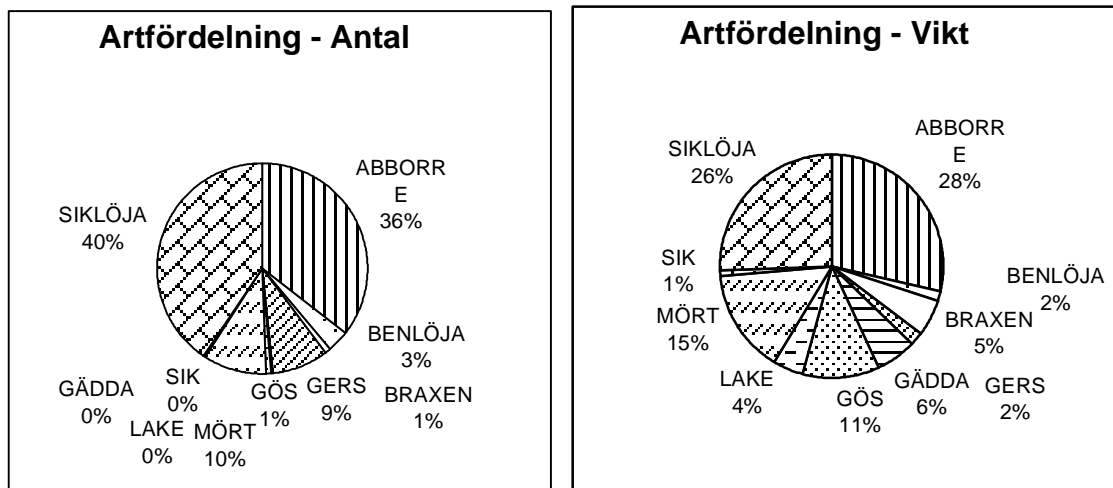 Artfördelning - Antal
ABBORR
E
36%
BENLÖJA
3%
BRAXEN
1%
GERS
9%
GÖS
1%
MÖRT
10%
LAKE
0%
SIK
0%
GÄDDA
0%
SIKLÖJA
40%
Artfördelning - Vikt
ABBORR
E
28%
BENLÖJA
2%
BRAXEN
5%
GERS
2%
GÄDDA
6%
GÖS
11%
LAKE
4%
MÖRT
15%
SIK
1%
SIKLÖJA
26%